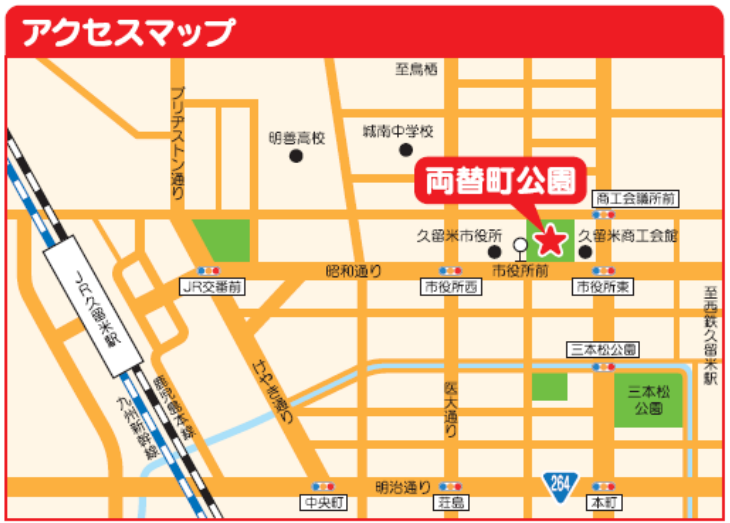 アクセスマップ
至鳥栖
ブリヂストン通り
明善高校
城南中学校
両替町公園
商工会議所前
久留米市役所
久留米商工会館
昭和通り
市役所前
JR交番前
市役所西
市役所東
JR久留米駅
至西鉄久留米駅
三本松公園
けやき通り
医大通り
三本松
公園
鹿児島本線
九州新幹線
明治通り
264
中央町
荘島
本町